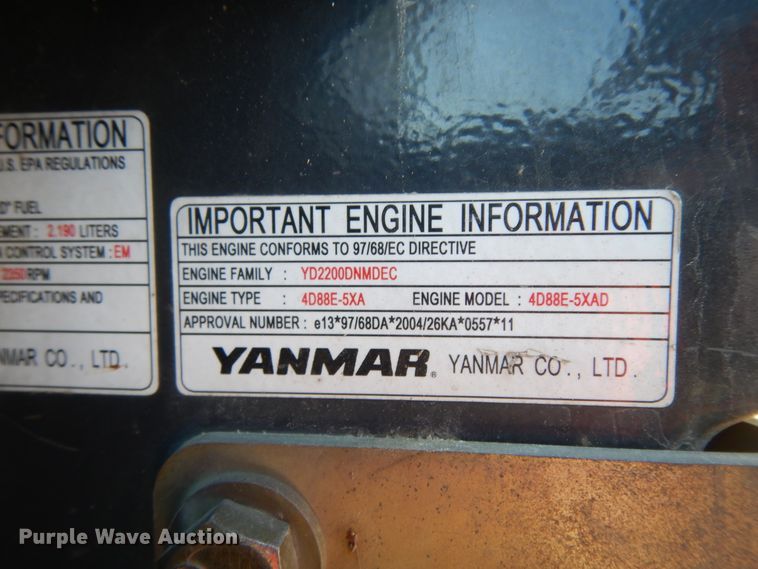 FORMATION
U.S. EPA REGULATIONS
FUEL
EMENT : 2.190 LITERS
CONTROL SYSTEM : EM
2350RPM
PECIFICATIONS AND
NMAR CO., LTD.
IMPORTANT ENGINE INFORMATION
THIS ENGINE CONFORMS TO 97/68/EC DIRECTIVE
ENGINE FAMILY : YD2200DNMDEC
ENGINE TYPE : 4D88E-5XA ENGINE MODEL : 4D88E-5XAD
APPROVAL NUMBER : e13*97/68DA*2004/26KA*0557*11
YANMAR® YANMAR CO., LTD.
Purple Wave Auction